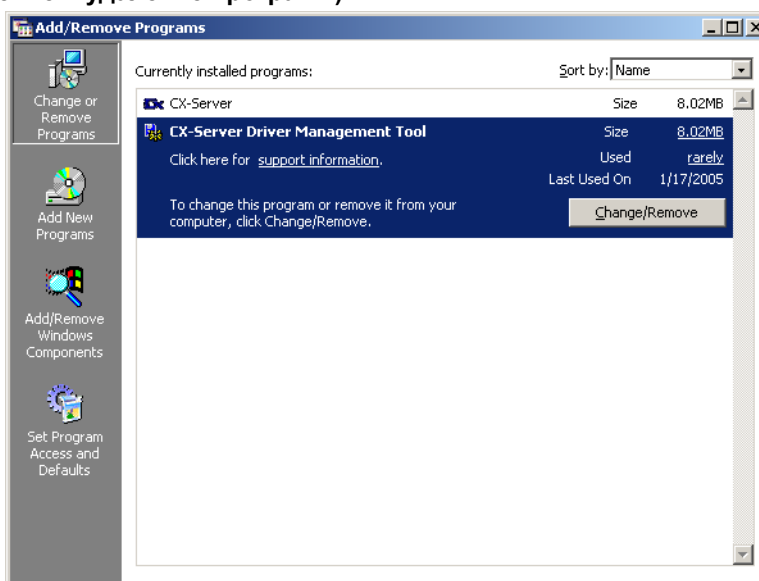 Add/Remove Programs
Change or
Remove
Programs
Add New
Programs
Add/Remove
Windows
Components
Set Program
Access and
Defaults
Currently installed programs:
Sort by: Name
CX-Server Size 8.02MB
CX-Server Driver Management Tool Size 8.02MB
Click here for support information. Used rarely
Last Used On 1/17/2005
To change this program or remove it from your
computer, click Change/Remove.
Change/Remove